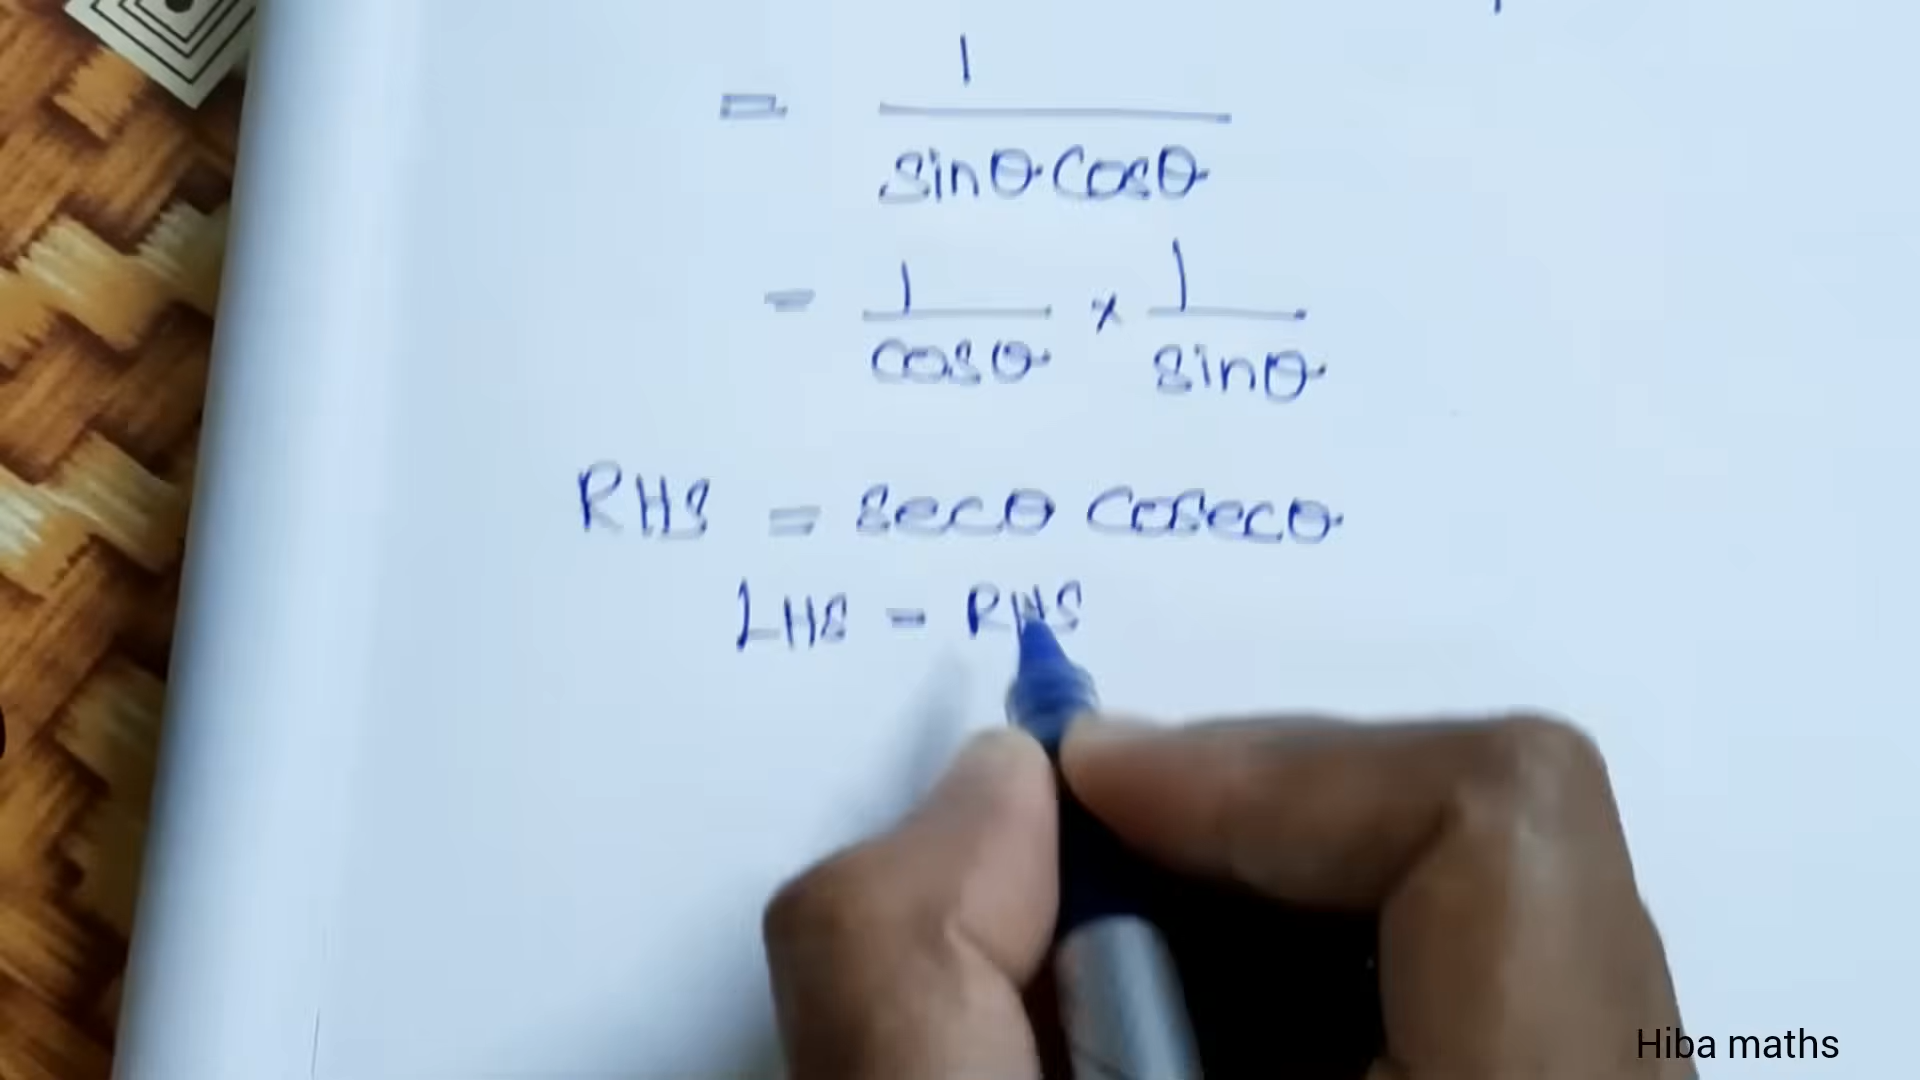 = 1 / sinθ·cosθ
= 1 / cosθ × 1 / sinθ
RHS = secθ cosecθ
LHS = RHS
Hiba maths